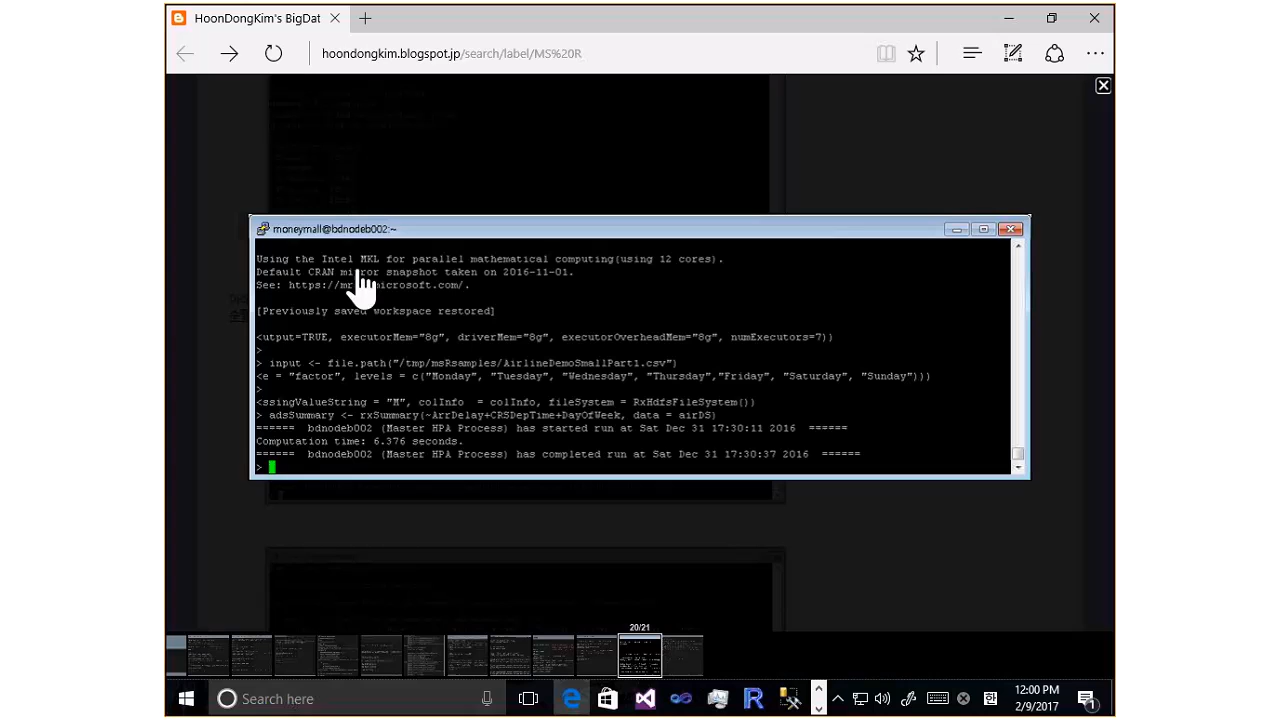 HoonDongKim's BigDat
hoondongkim.blogspot.jp/search/label/MS%20R
moneymall@bdnodeb002:~
Using the Intel MKL for parallel mathematical computing(using 12 cores).
Default CRAN mirror snapshot taken on 2016-11-01.
See: https://mr microsoft.com/.
[Previously saved workspace restored]
<utput=TRUE, executorMem="8g", driverMem="8g", executorOverheadMem="8g", numExecutors=7))
>
> input <- file.path("/tmp/msRsamples/AirlineDemoSmallPart1.csv")
<e = "factor", levels = c("Monday", "Tuesday", "Wednesday", "Thursday","Friday", "Saturday", "Sunday")))
>
<ssingValueString = "M", colInfo  = colInfo, fileSystem = RxHdfsFileSystem())
> adsSummary <- rxSummary(~ArrDelay+CRSDepTime+DayOfWeek, data = airDS)
======  bdnodeb002 (Master HPA Process) has started run at Sat Dec 31 17:30:11 2016  ======
Computation time: 6.376 seconds.
======  bdnodeb002 (Master HPA Process) has completed run at Sat Dec 31 17:30:37 2016  ======
>
20/21
Search here
한
12:00 PM
2/9/2017
1